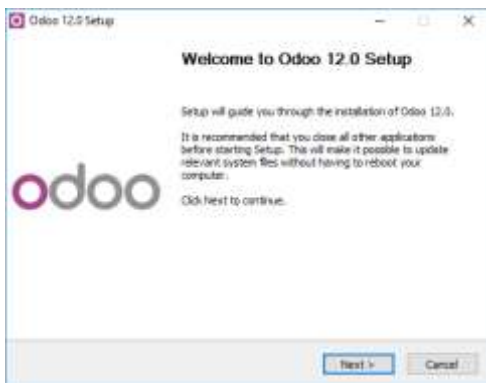 Odoo 12.0 Setup
Welcome to Odoo 12.0 Setup
Setup will guide you through the installation of Odoo 12.0.
It is recommended that you close all other applications
before starting Setup. This will make it possible to update
relevant system files without having to reboot your
computer.
Click Next to continue.
odoo
Next >
Cancel